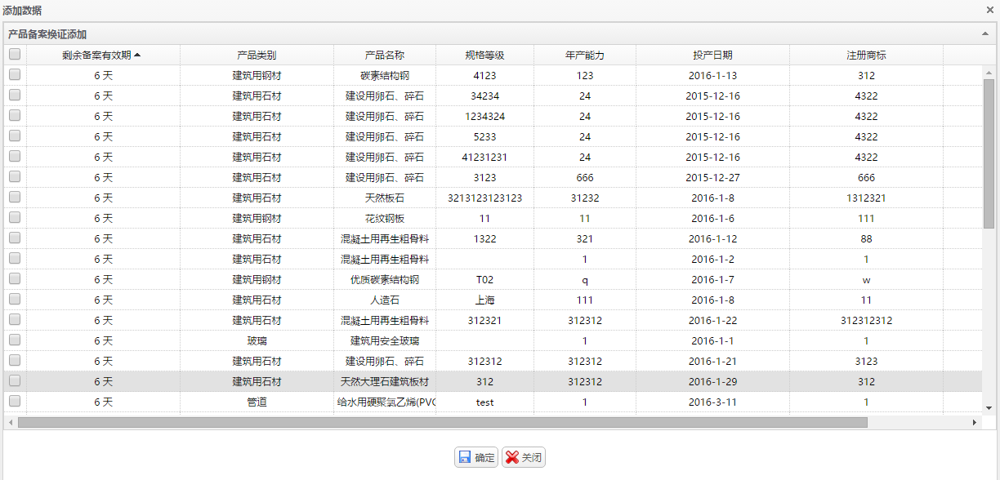 添加数据
产品备案换证添加
剩余备案有效期 产品类别 产品名称 规格等级 年产能力 投产日期 注册商标
6 天 建筑用钢材 碳素结构钢 4123 123 2016-1-13 312
6 天 建筑用石材 建设用卵石、碎石 34234 24 2015-12-16 4322
6 天 建筑用石材 建设用卵石、碎石 1234324 24 2015-12-16 4322
6 天 建筑用石材 建设用卵石、碎石 5233 24 2015-12-16 4322
6 天 建筑用石材 建设用卵石、碎石 41231231 24 2015-12-16 4322
6 天 建筑用石材 建设用卵石、碎石 3123 666 2015-12-27 666
6 天 建筑用石材 天然板石 3213123123123 31232 2016-1-8 1312321
6 天 建筑用钢材 花纹钢板 11 11 2016-1-6 111
6 天 建筑用石材 混凝土用再生粗骨料 1322 321 2016-1-12 88
6 天 建筑用石材 混凝土用再生粗骨料 1 2016-1-2 1
6 天 建筑用钢材 优质碳素结构钢 T02 q 2016-1-7 w
6 天 建筑用石材 人造石 上海 111 2016-1-8 11
6 天 建筑用石材 混凝土用再生粗骨料 312321 312312 2016-1-22 312312312
6 天 玻璃 建筑用安全玻璃 1 2016-1-1 1
6 天 建筑用石材 建设用卵石、碎石 312312 312312 2016-1-21 3123
6 天 建筑用石材 天然大理石建筑板材 312 312312 2016-1-29 312
6 天 管道 给水用硬聚氯乙烯(PVC test 1 2016-3-11 1
确定 关闭